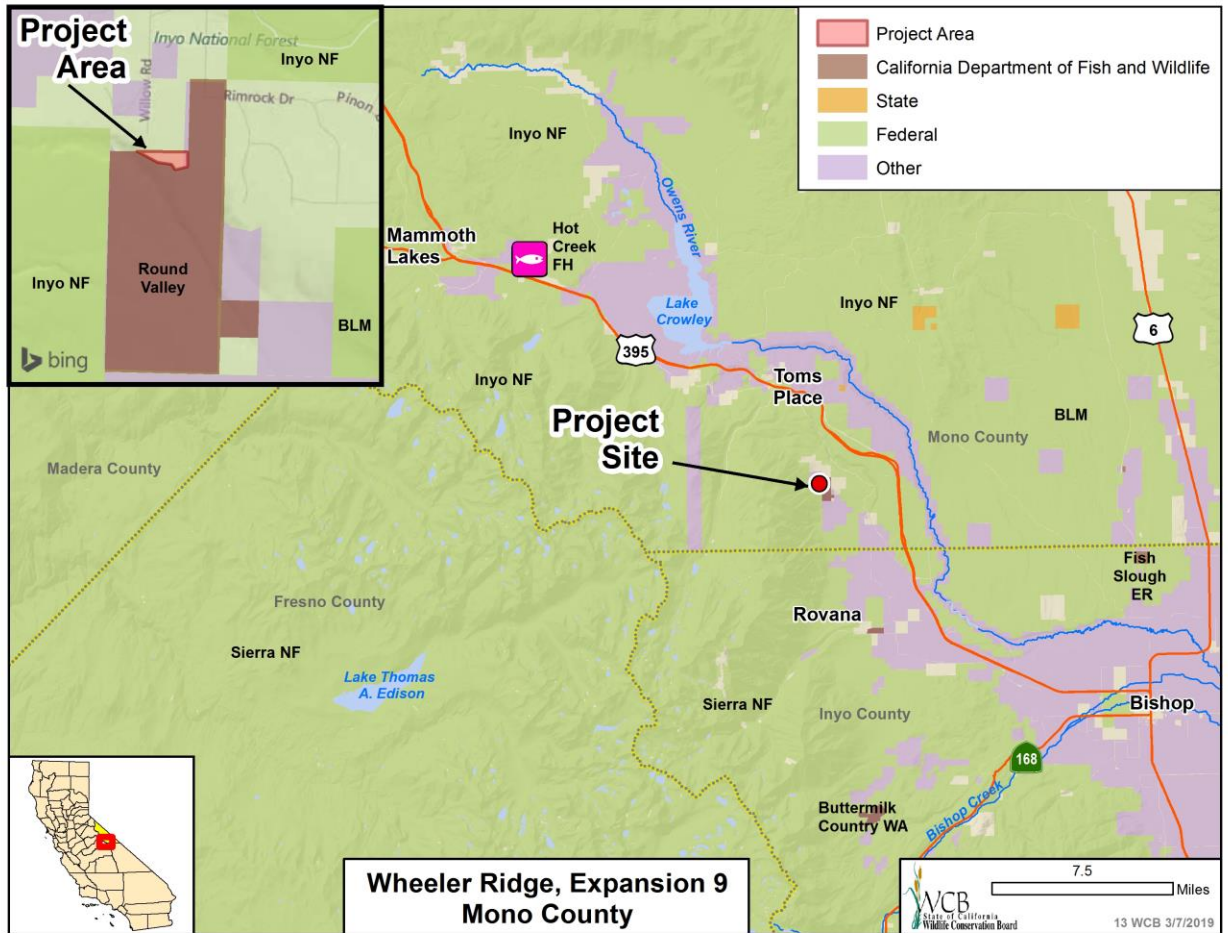 Project
Area
Inyo National Forest
Inyo NF
Willow Rd
Rimrock Dr
Pinon
Inyo NF
Round
Valley
BLM
bing
Project Area
California Department of Fish and Wildlife
State
Federal
Other
Inyo NF
Owens River
Mammoth
Lakes
Hot
Creek
FH
Lake
Crowley
Inyo NF
6
395
Inyo NF
Toms
Place
BLM
Project
Site
Mono County
Madera County
Fish
Slough
ER
Fresno County
Rovana
Sierra NF
Lake Thomas
A. Edison
Sierra NF
Inyo County
Bishop
168
Buttermilk
Country WA
Bishop Creek
Wheeler Ridge, Expansion 9
Mono County
WCB
State of California
Wildlife Conservation Board
7.5
Miles
13 WCB 3/7/2019